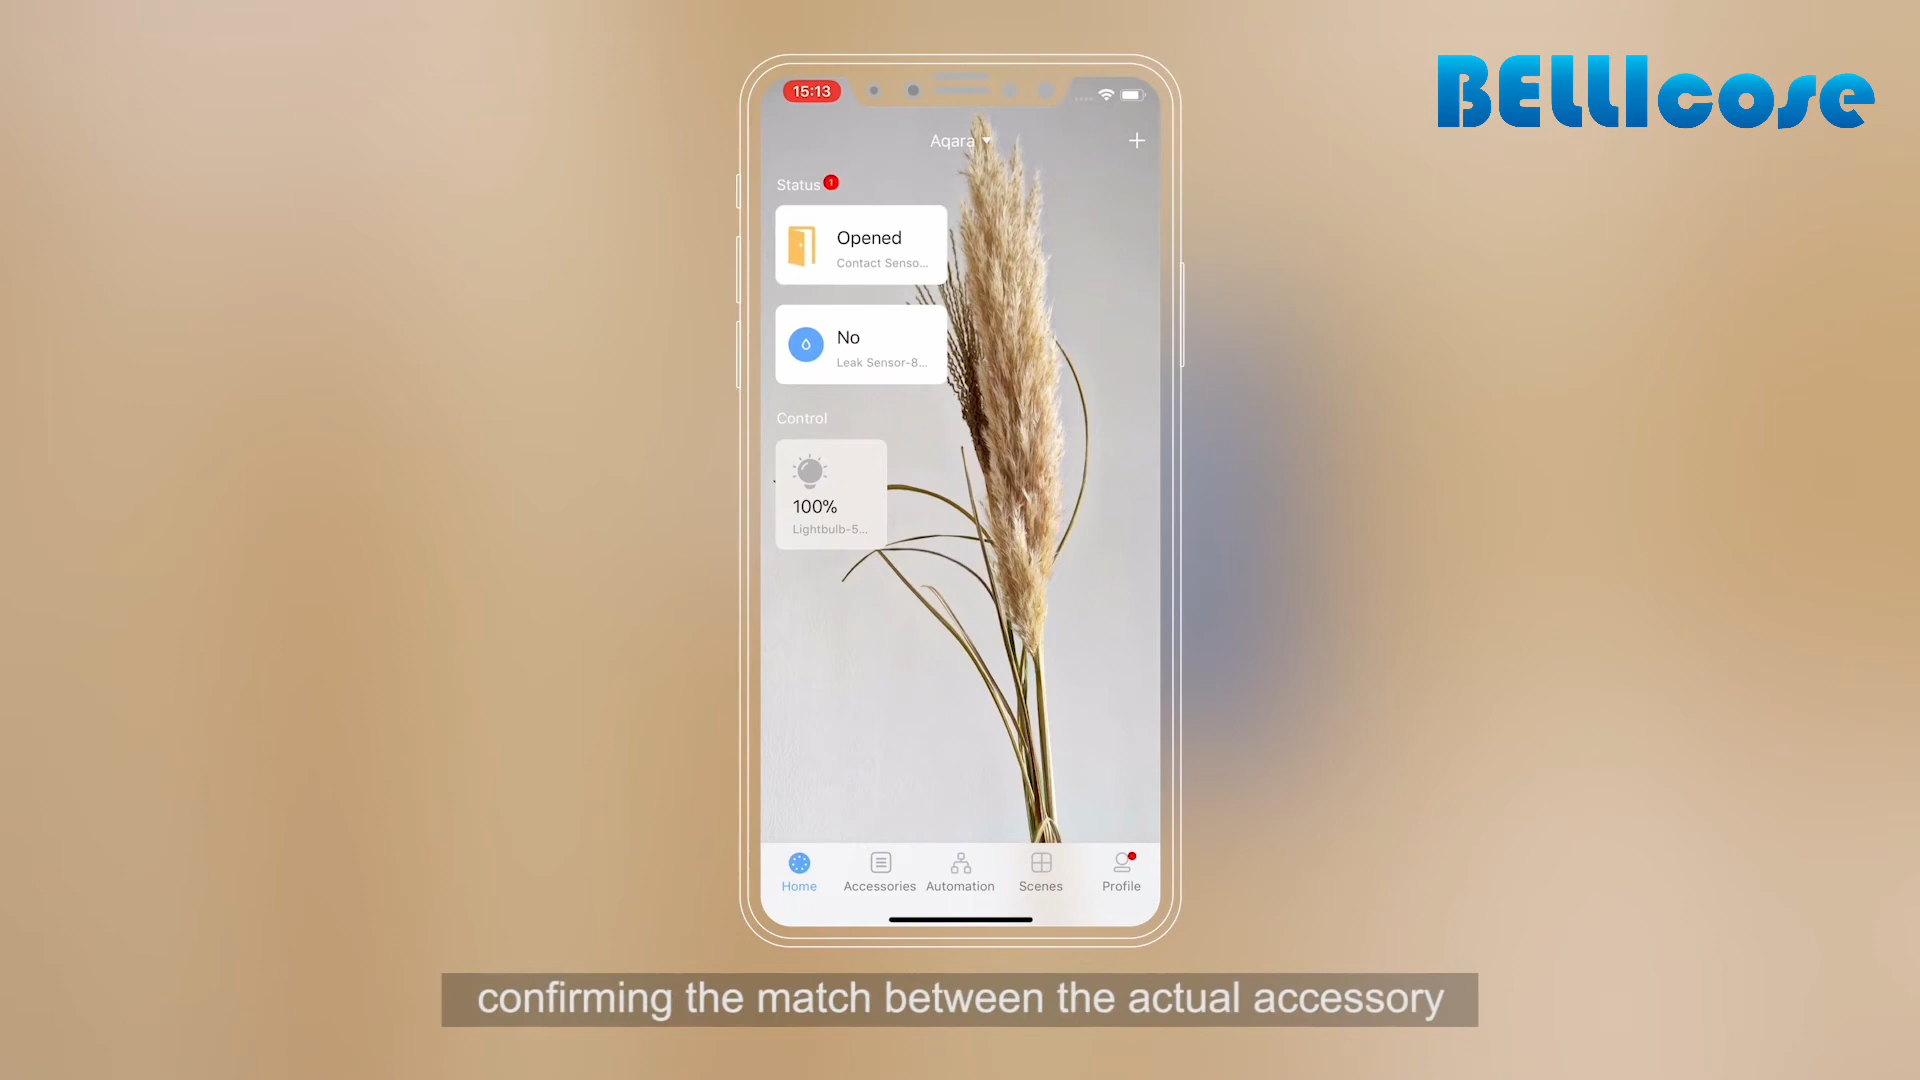 BELLIcose
15:13
Aqara
Status 1
Opened
Contact Senso...
No
Leak Sensor-8...
Control
100%
Lightbulb-5...
Home
Accessories
Automation
Scenes
Profile
confirming the match between the actual accessory